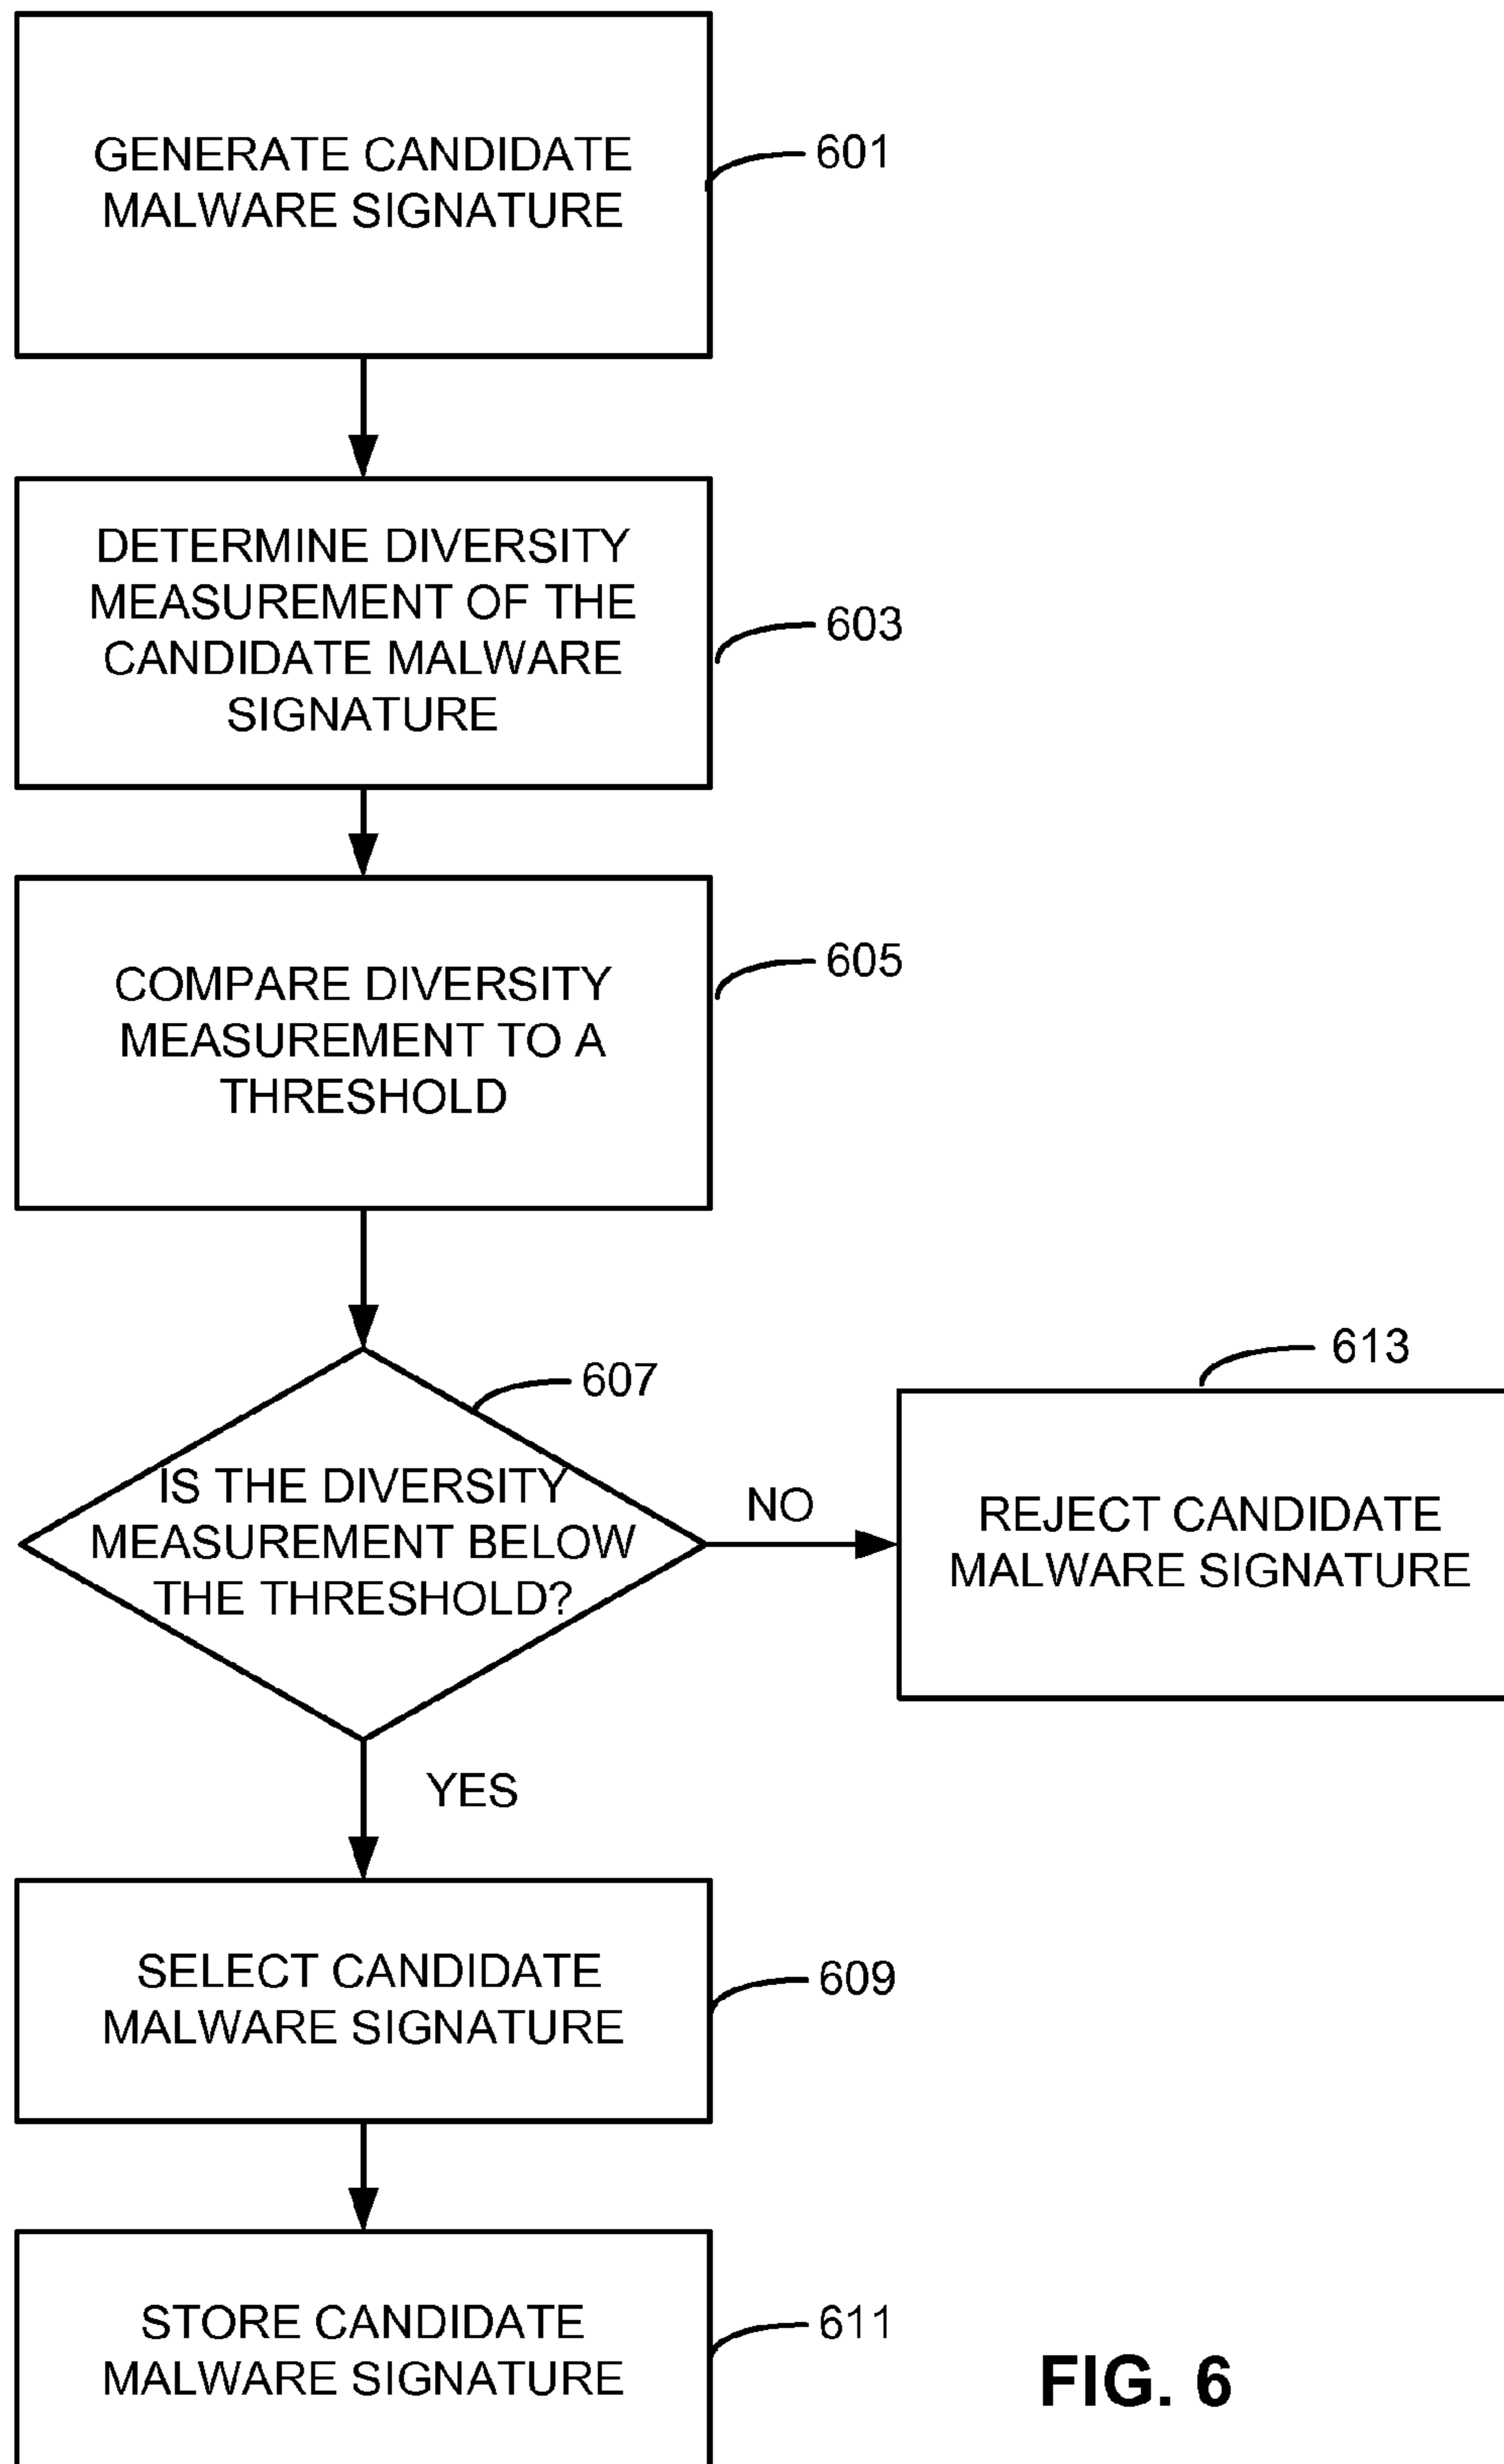 GENERATE CANDIDATE
MALWARE SIGNATURE
601
DETERMINE DIVERSITY
MEASUREMENT OF THE
CANDIDATE MALWARE
SIGNATURE
603
COMPARE DIVERSITY
MEASUREMENT TO A
THRESHOLD
605
607
IS THE DIVERSITY
MEASUREMENT BELOW
THE THRESHOLD?
NO
613
REJECT CANDIDATE
MALWARE SIGNATURE
YES
SELECT CANDIDATE
MALWARE SIGNATURE
609
STORE CANDIDATE
MALWARE SIGNATURE
611
FIG. 6